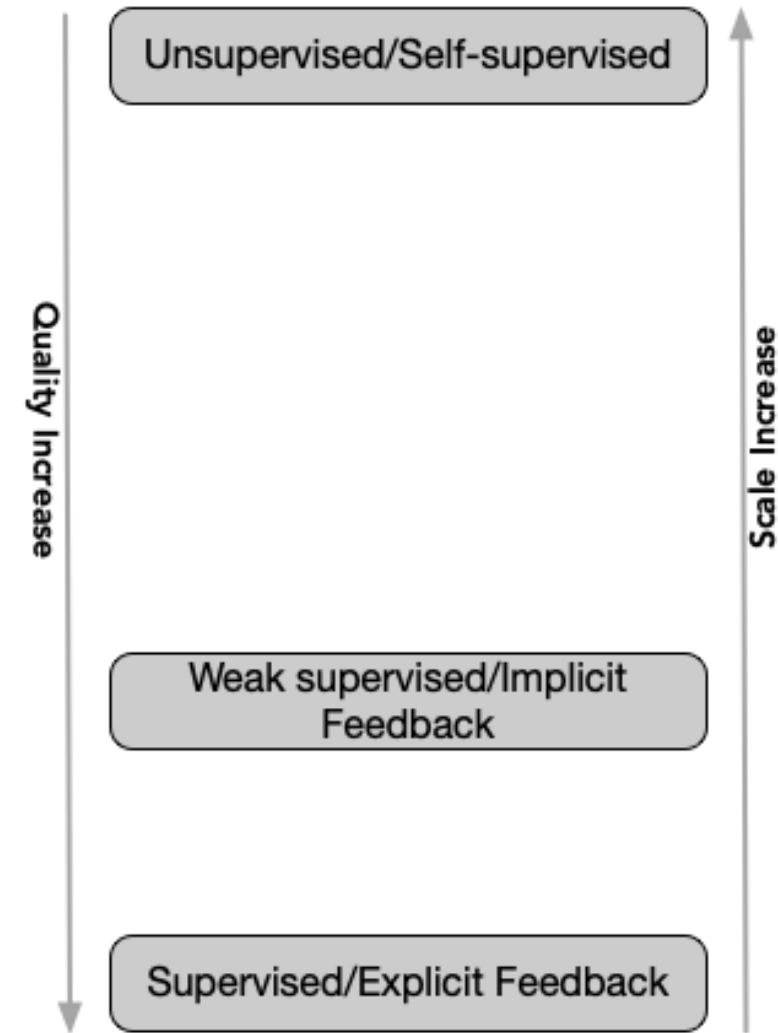 Unsupervised/Self-supervised
Quality Increase
Scale Increase
Weak supervised/Implicit
Feedback
Supervised/Explicit Feedback